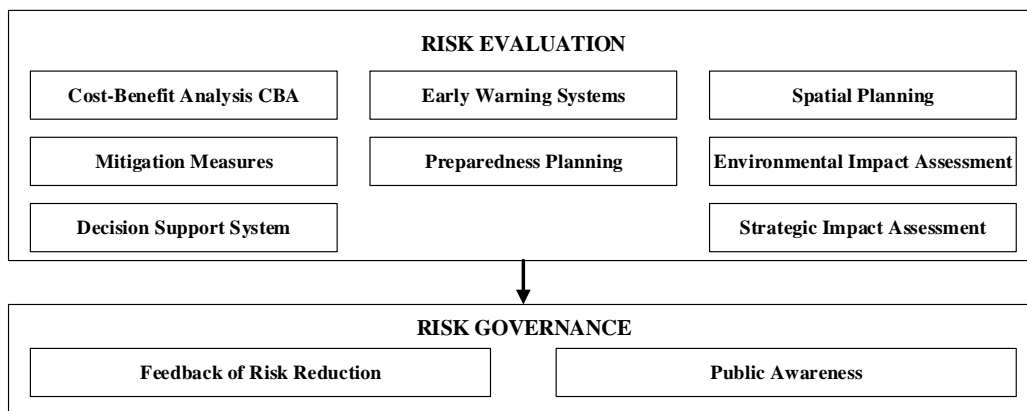 RISK EVALUATION
Cost-Benefit Analysis CBA
Early Warning Systems
Spatial Planning
Mitigation Measures
Preparedness Planning
Environmental Impact Assessment
Decision Support System
Strategic Impact Assessment
RISK GOVERNANCE
Feedback of Risk Reduction
Public Awareness